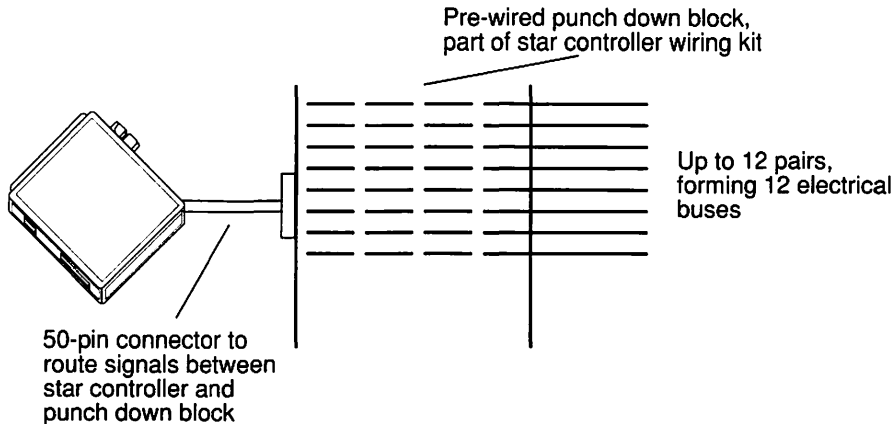 Pre-wired punch down block,
part of star controller wiring kit
Up to 12 pairs,
forming 12 electrical
buses
50-pin connector to
route signals between
star controller and
punch down block